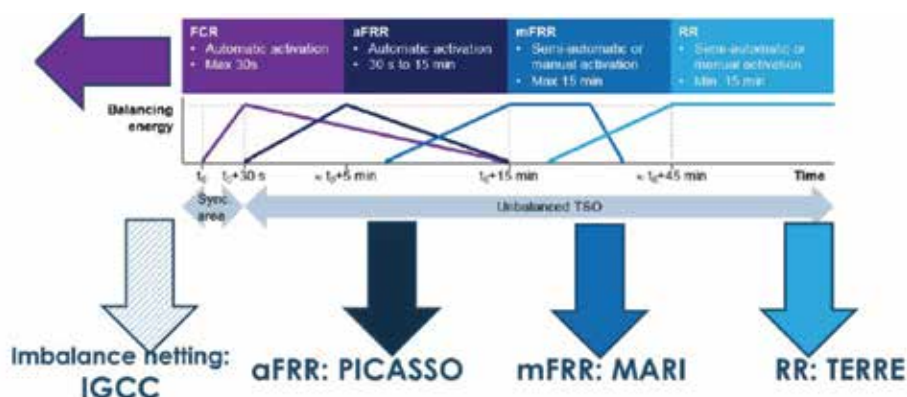 FCR
• Automatic activation
• Max 30s
aFRR
• Automatic activation
• 30 s to 15 min
mFRR
• Semi-automatic or
manual activation
• Max 15 min
RR
• Semi-automatic or
manual activation
• Min 15 min
Balancing
energy
t₀
t₀+30 s
≈ t₀+5 min
t₀+15 min
≈ t₀+45 min
Time
Sync
area
Unbalanced TSO
Imbalance netting:
IGCC
aFRR: PICASSO
mFRR: MARI
RR: TERRE